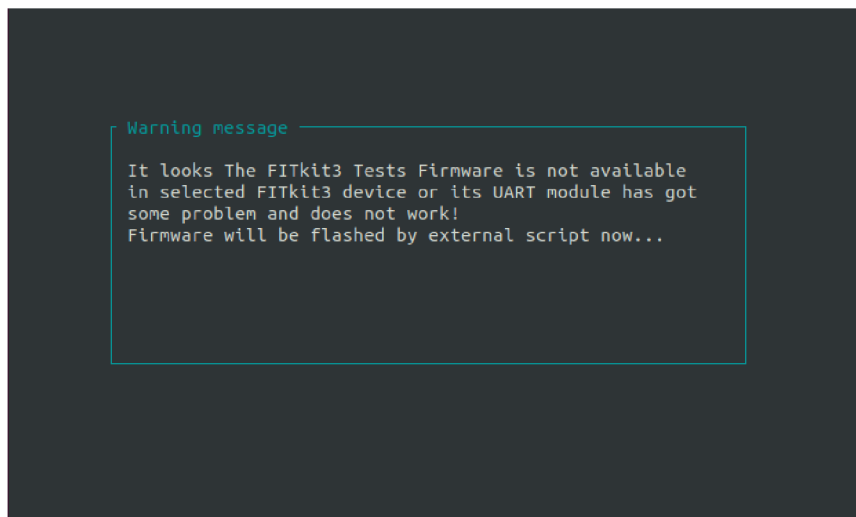 Warning message
It looks The FITkit3 Tests Firmware is not available
in selected FITkit3 device or its UART module has got
some problem and does not work!
Firmware will be flashed by external script now...